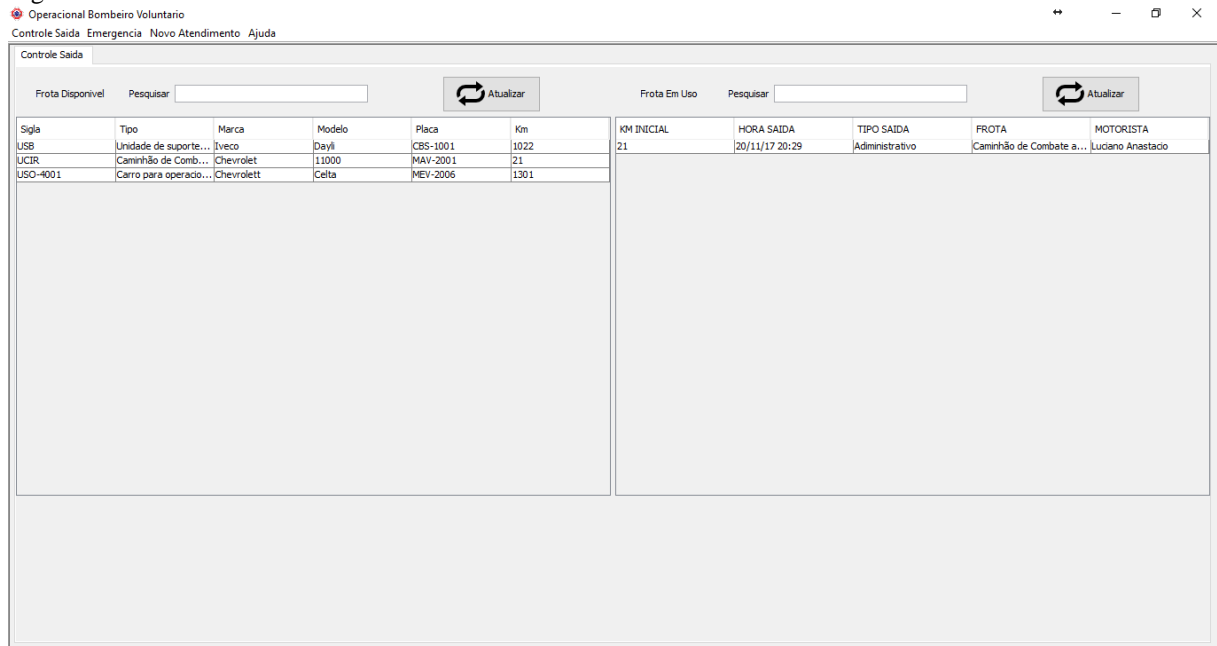 Operacional Bombeiro Voluntario
Controle Saida Emergencia Novo Atendimento Ajuda
Controle Saida
Frota Disponivel Pesquisar Atualizar Frota Em Uso Pesquisar Atualizar
Sigla Tipo Marca Modelo Placa Km
USB Unidade de suporte... Iveco Dayli CBS-1001 1022
UCIR Caminhão de Comb... Chevrolet 11000 MAV-2001 21
USO-4001 Carro para operacio... Chevrolett Celta MEV-2006 1301
KM INICIAL HORA SAIDA TIPO SAIDA FROTA MOTORISTA
21 20/11/17 20:29 Adiministrativo Caminhão de Combate a... Luciano Anastacio